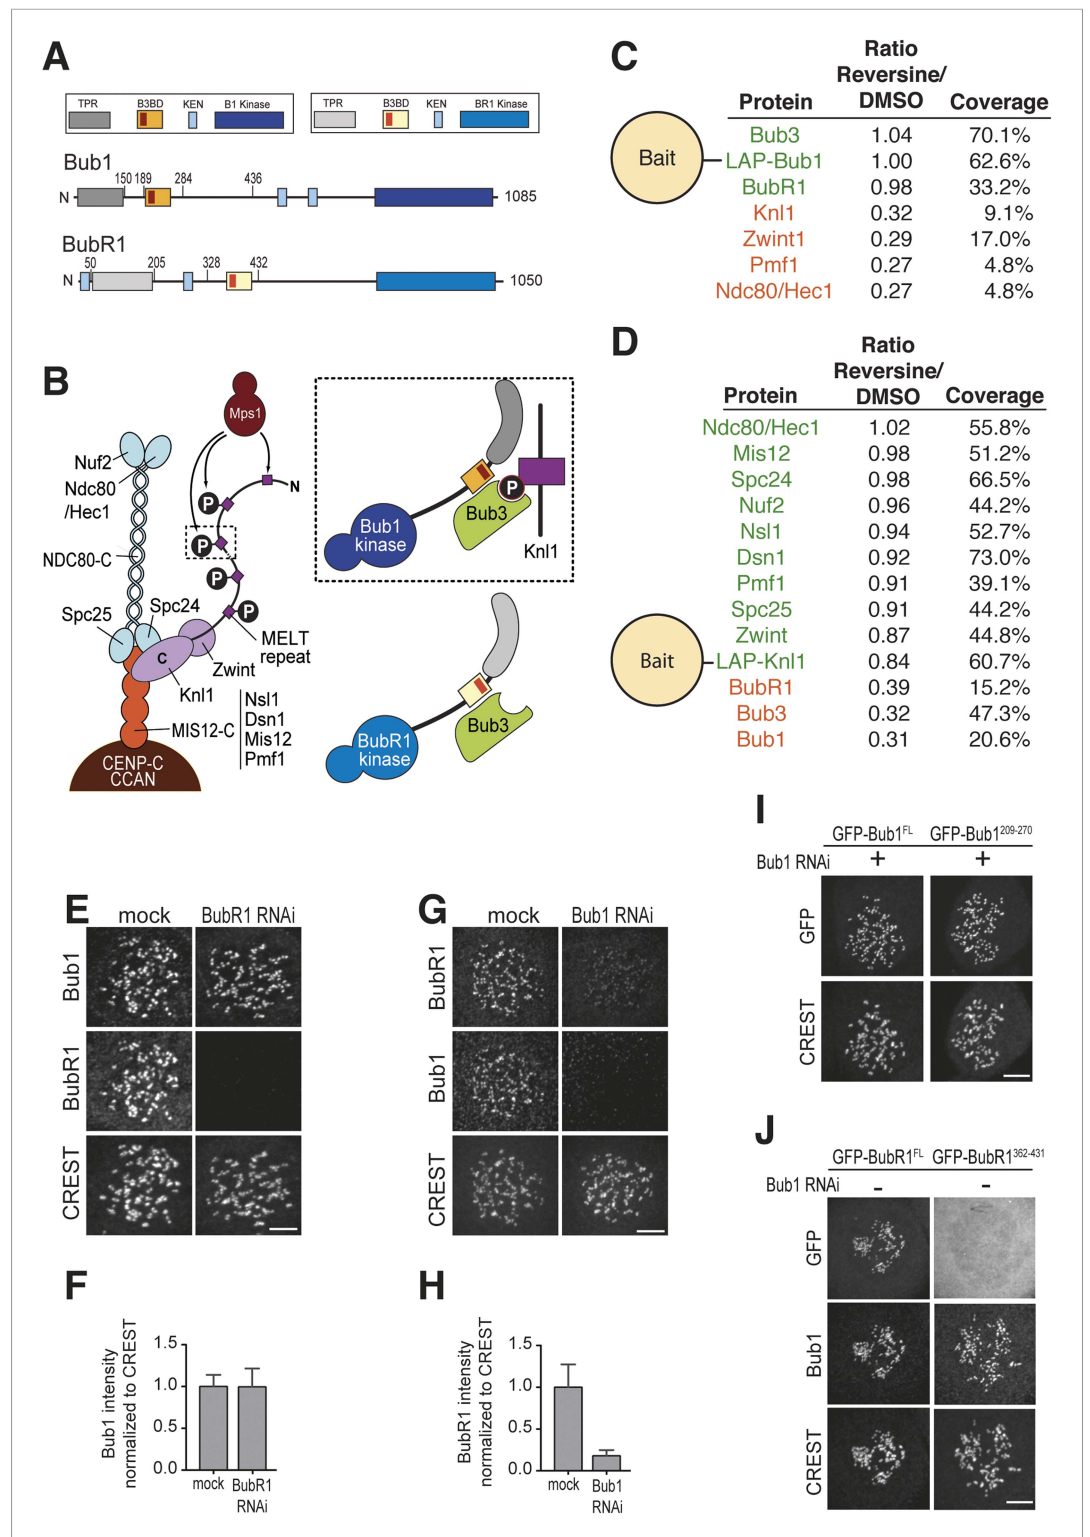 A
TPR B3BD KEN B1 Kinase
TPR B3BD KEN BR1 Kinase
Bub1
150 189 284 436
N 1085
BubR1
50 205 328 432
N 1050
B
Mps1
Nuf2
Ndc80
/Hec1
N
P
P
P
P
NDC80-C
Spc25
Spc24
MELT
repeat
C
Zwint
Knl1
MIS12-C
Nsl1
Dsn1
Mis12
Pmf1
CENP-C
CCAN
Bub1
kinase
Bub3
P
Knl1
BubR1
kinase
Bub3
C
Ratio
Reversine/
Protein DMSO Coverage
Bait
Bub3 1.04 70.1%
LAP-Bub1 1.00 62.6%
BubR1 0.98 33.2%
Knl1 0.32 9.1%
Zwint1 0.29 17.0%
Pmf1 0.27 4.8%
Ndc80/Hec1 0.27 4.8%
D
Ratio
Reversine/
Protein DMSO Coverage
Ndc80/Hec1 1.02 55.8%
Mis12 0.98 51.2%
Spc24 0.98 66.5%
Nuf2 0.96 44.2%
Nsl1 0.94 52.7%
Dsn1 0.92 73.0%
Pmf1 0.91 39.1%
Spc25 0.91 44.2%
Zwint 0.87 44.8%
Bait
LAP-Knl1 0.84 60.7%
BubR1 0.39 15.2%
Bub3 0.32 47.3%
Bub1 0.31 20.6%
E
mock BubR1 RNAi
Bub1
BubR1
CREST
F
Bub1 intensity
normalized to CREST
1.5
1.0
0.5
0.0
mock BubR1
RNAi
G
mock Bub1 RNAi
BubR1
Bub1
CREST
H
BubR1 intensity
normalized to CREST
1.5
1.0
0.5
0.0
mock Bub1
RNAi
I
GFP-Bub1FL GFP-Bub1209-270
Bub1 RNAi + +
GFP
CREST
J
GFP-BubR1FL GFP-BubR1362-431
Bub1 RNAi - -
GFP
Bub1
CREST